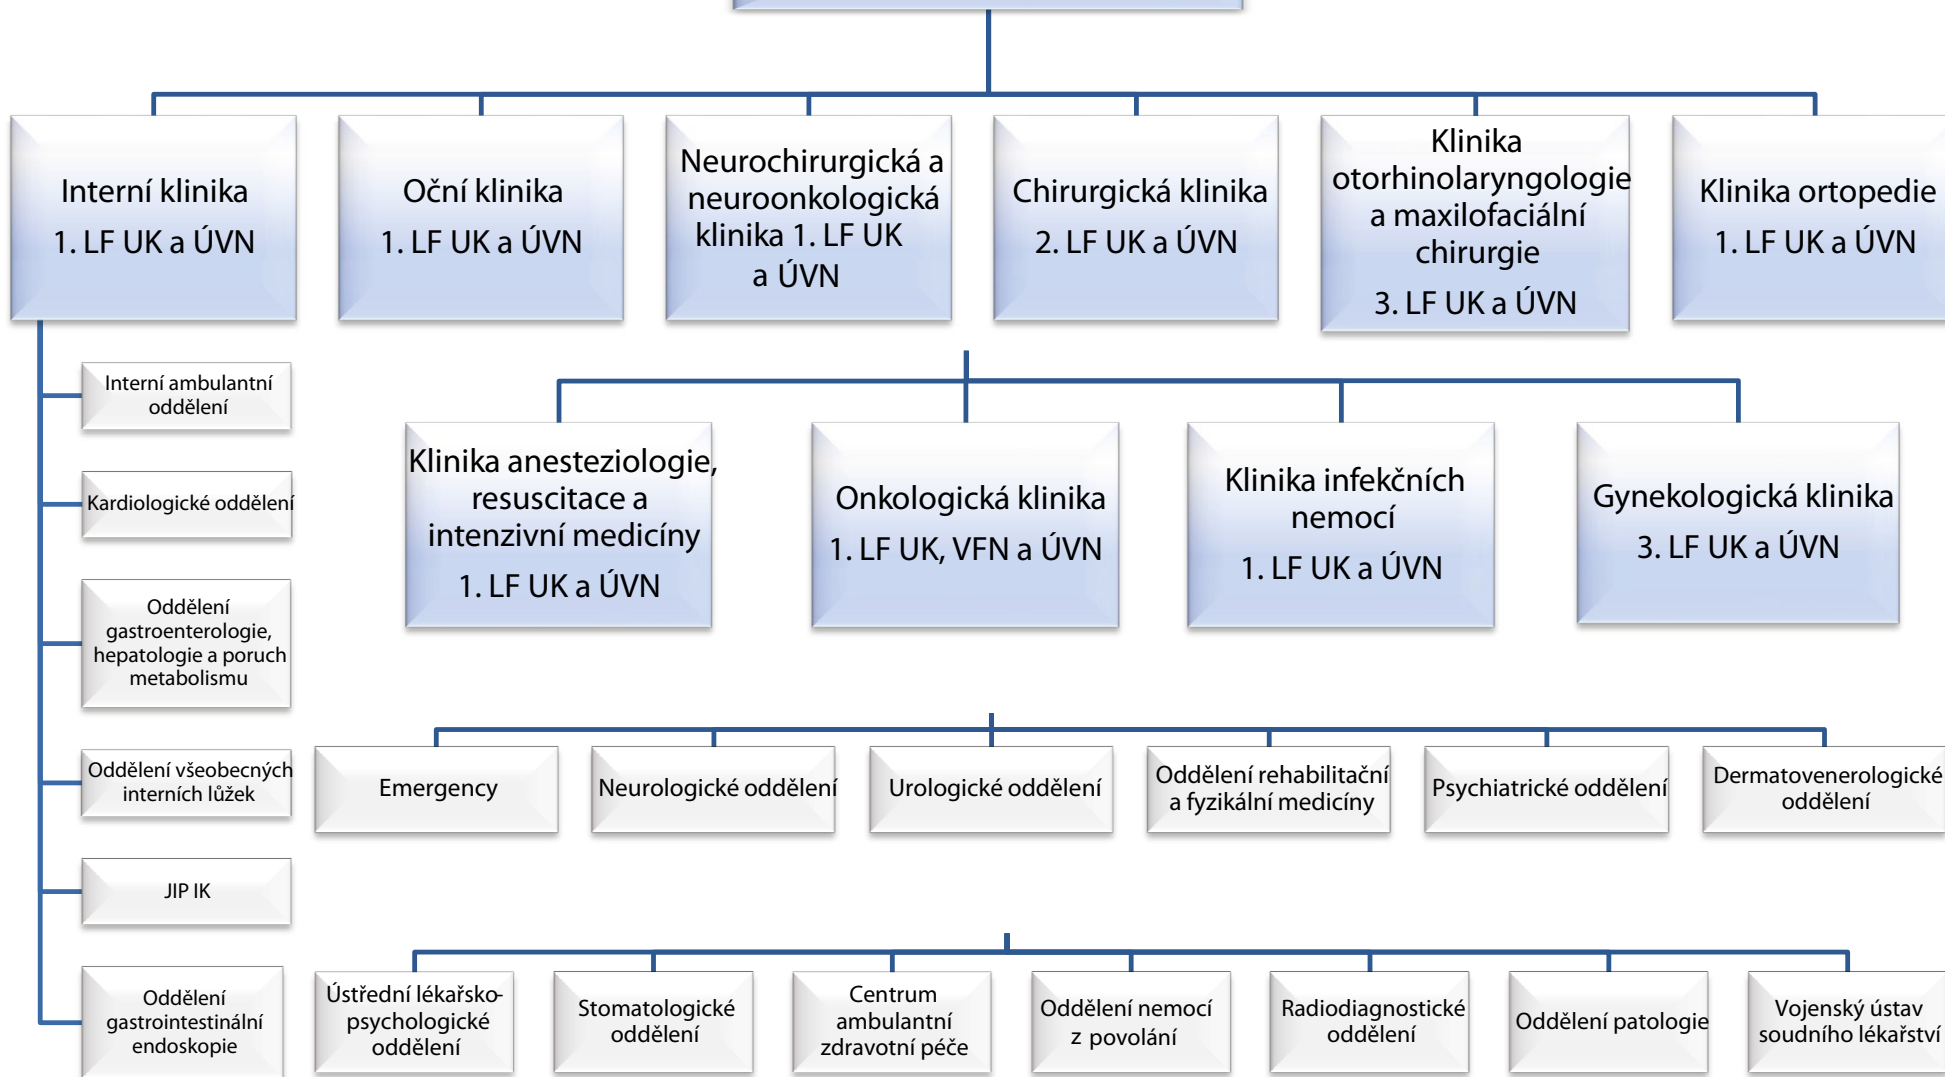 Interní klinika
1. LF UK a ÚVN
Oční klinika
1. LF UK a ÚVN
Neurochirurgická a
neuroonkologická
klinika 1. LF UK
a ÚVN
Chirurgická klinika
2. LF UK a ÚVN
Klinika
otorhinolaryngologie
a maxilofaciální
chirurgie
3. LF UK a ÚVN
Klinika ortopedie
1. LF UK a ÚVN
Interní ambulantní
oddělení
Kardiologické oddělení
Oddělení
gastroenterologie,
hepatologie a poruch
metabolismu
Oddělení všeobecných
interních lůžek
JIP IK
Oddělení
gastrointestinální
endoskopie
Klinika anesteziologie,
resuscitace a
intenzivní medicíny
1. LF UK a ÚVN
Onkologická klinika
1. LF UK, VFN a ÚVN
Klinika infekčních
nemocí
1. LF UK a ÚVN
Gynekologická klinika
3. LF UK a ÚVN
Emergency
Neurologické oddělení
Urologické oddělení
Oddělení rehabilitační
a fyzikální medicíny
Psychiatrické oddělení
Dermatovenerologické
oddělení
Ústřední lékařsko-
psychologické
oddělení
Stomatologické
oddělení
Centrum
ambulantní
zdravotní péče
Oddělení nemocí
z povolání
Radiodiagnostické
oddělení
Oddělení patologie
Vojenský ústav
soudního lékařství